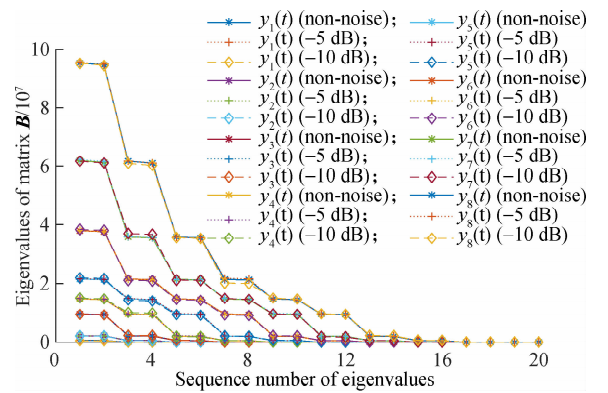 y1(t) (non-noise); y5(t) (non-noise)
y1(t) (−5 dB); y5(t) (−5 dB)
y1(t) (−10 dB); y5(t) (−10 dB)
y2(t) (non-noise); y6(t) (non-noise)
y2(t) (−5 dB); y6(t) (−5 dB)
y2(t) (−10 dB); y6(t) (−10 dB)
y3(t) (non-noise); y7(t) (non-noise)
y3(t) (−5 dB); y7(t) (−5 dB)
y3(t) (−10 dB); y7(t) (−10 dB)
y4(t) (non-noise); y8(t) (non-noise)
y4(t) (−5 dB); y8(t) (−5 dB)
y4(t) (−10 dB); y8(t) (−10 dB)
Eigenvalues of matrix B/10⁷
10
8
6
4
2
0
0 4 8 12 16 20
Sequence number of eigenvalues